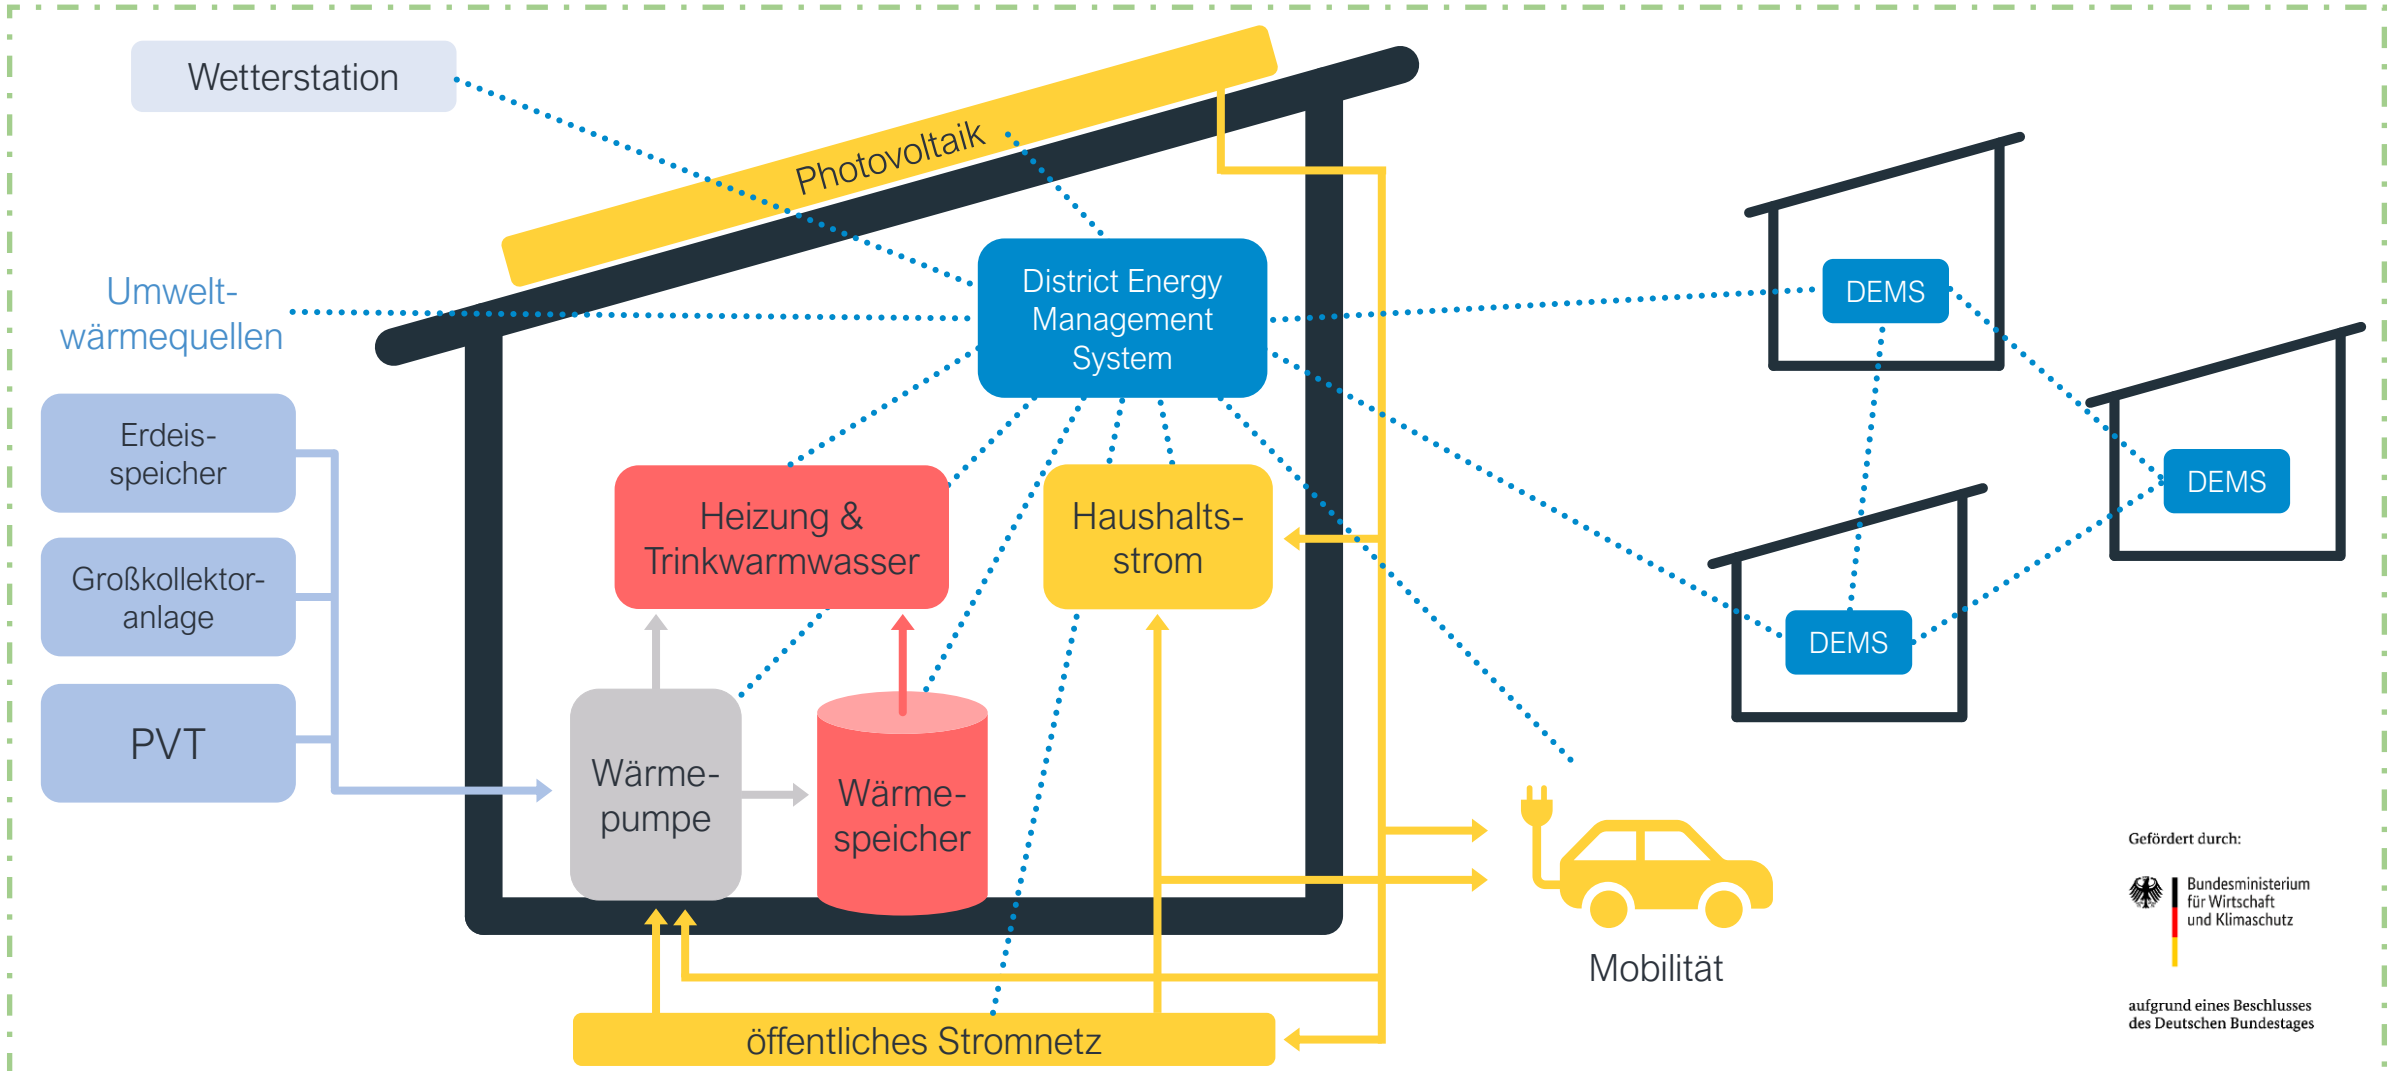 Wetterstation
Photovoltaik
Umwelt-
wärmequellen
Erdeis-
speicher
Großkollektor-
anlage
PVT
District Energy
Management
System
Heizung &
Trinkwarmwasser
Haushalts-
strom
Wärme-
pumpe
Wärme-
speicher
öffentliches Stromnetz
Mobilität
DEMS
DEMS
DEMS
Gefördert durch:
Bundesministerium
für Wirtschaft
und Klimaschutz
aufgrund eines Beschlusses
des Deutschen Bundestages